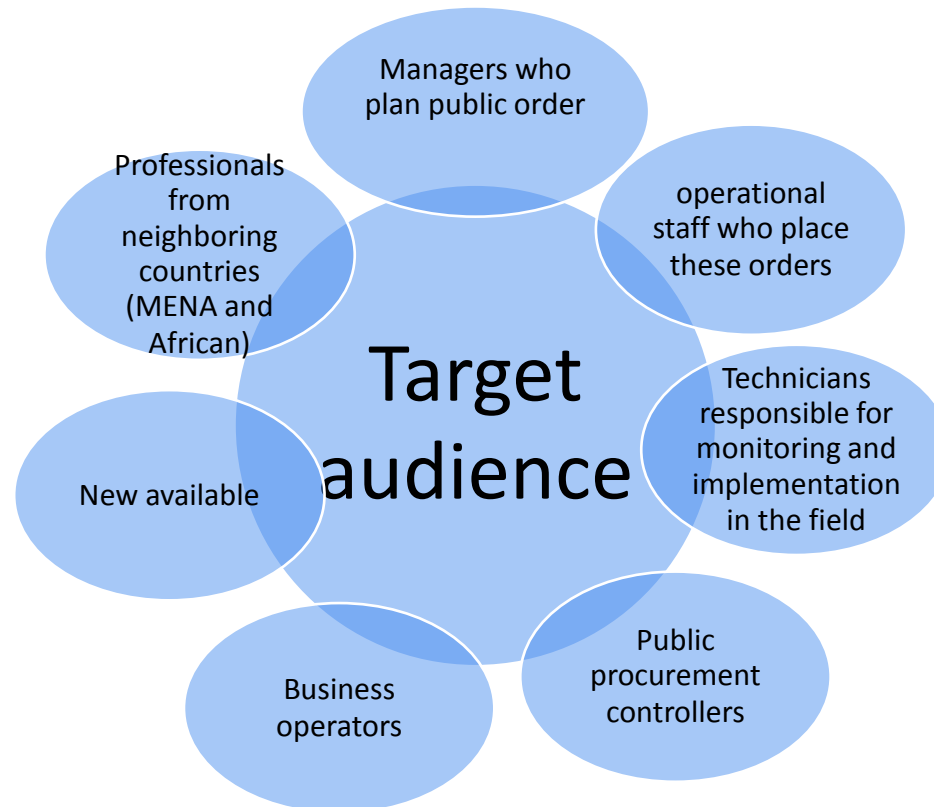 Managers who
plan public order
operational
staff who place
these orders
Technicians
responsible for
monitoring and
implementation
in the field
Public
procurement
controllers
Business
operators
New available
Professionals
from
neighboring
countries
(MENA and
African)
Target
audience